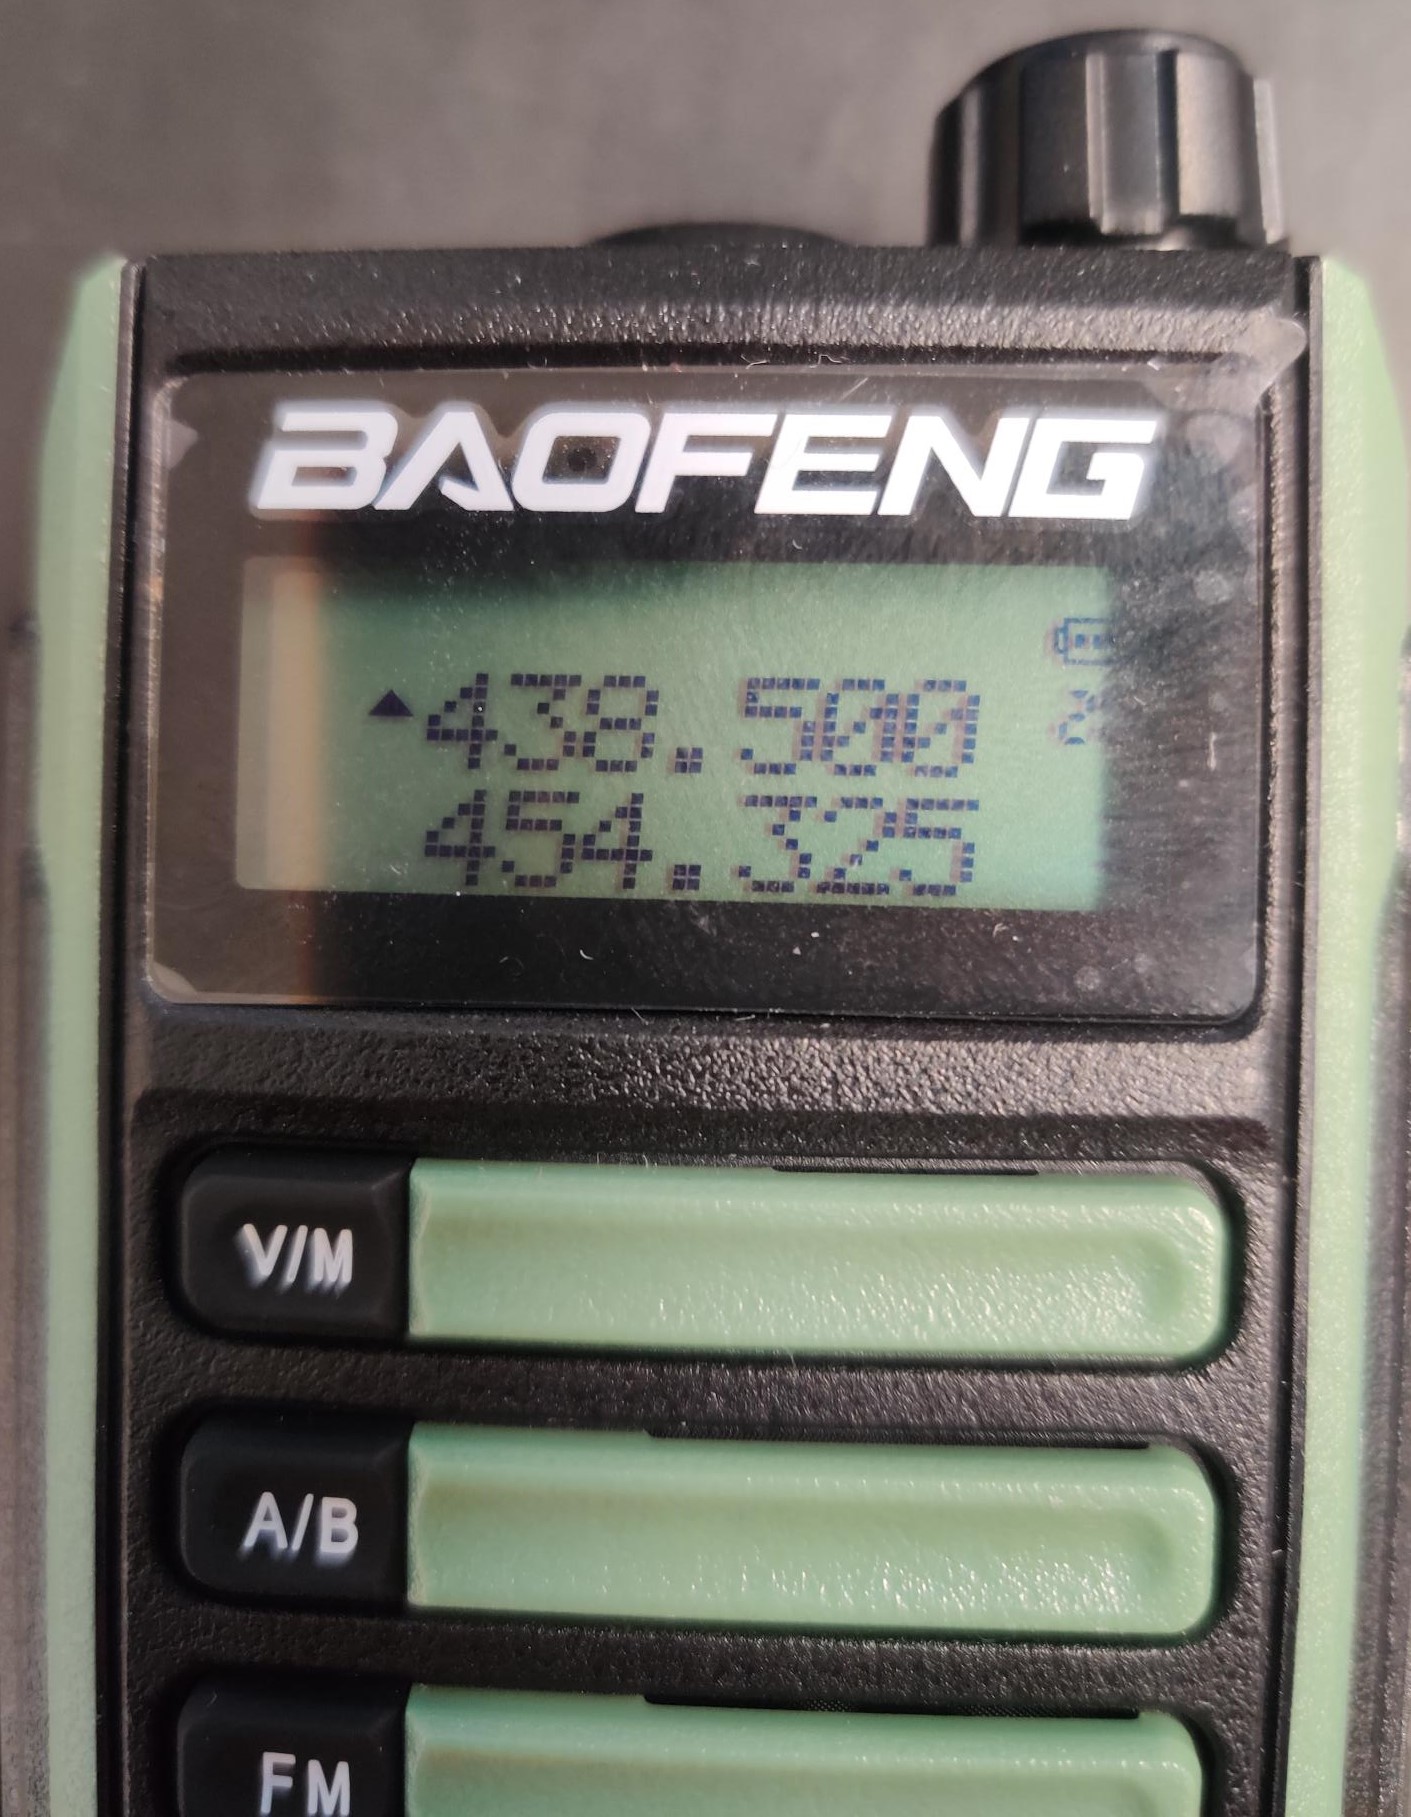 BAOFENG
▲438.500
454.325
V/M
A/B
FM